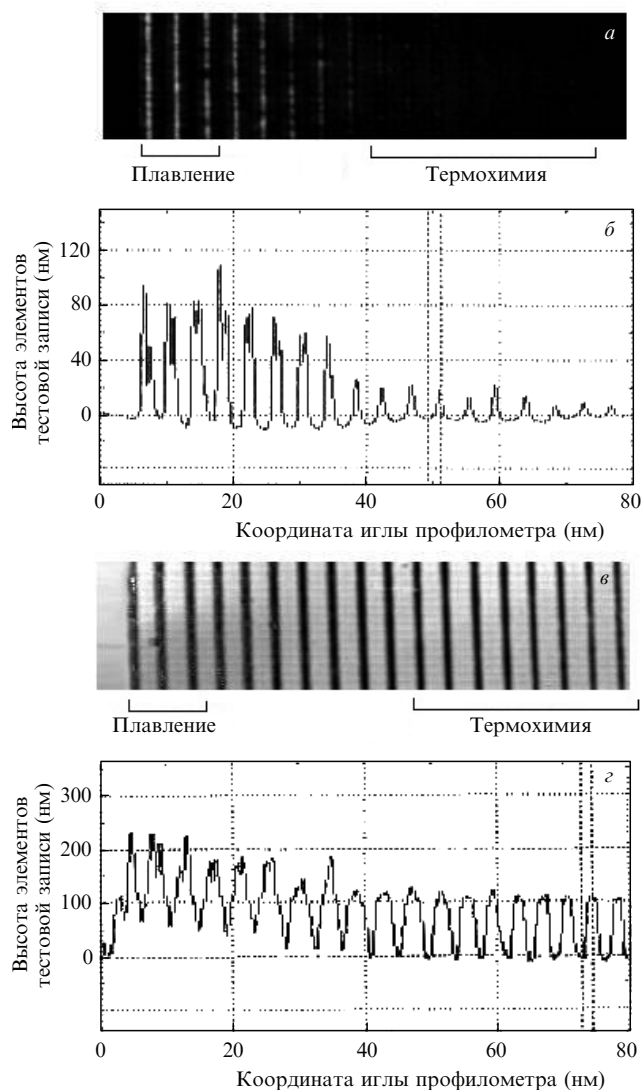 а
Плавление Термохимия
б
Высота элементов
тестовой записи (нм)
120
80
40
0
0 20 40 60 80
Координата иглы профилометра (нм)
в
Плавление Термохимия
г
Высота элементов
тестовой записи (нм)
300
200
100
0
0 20 40 60 80
Координата иглы профилометра (нм)